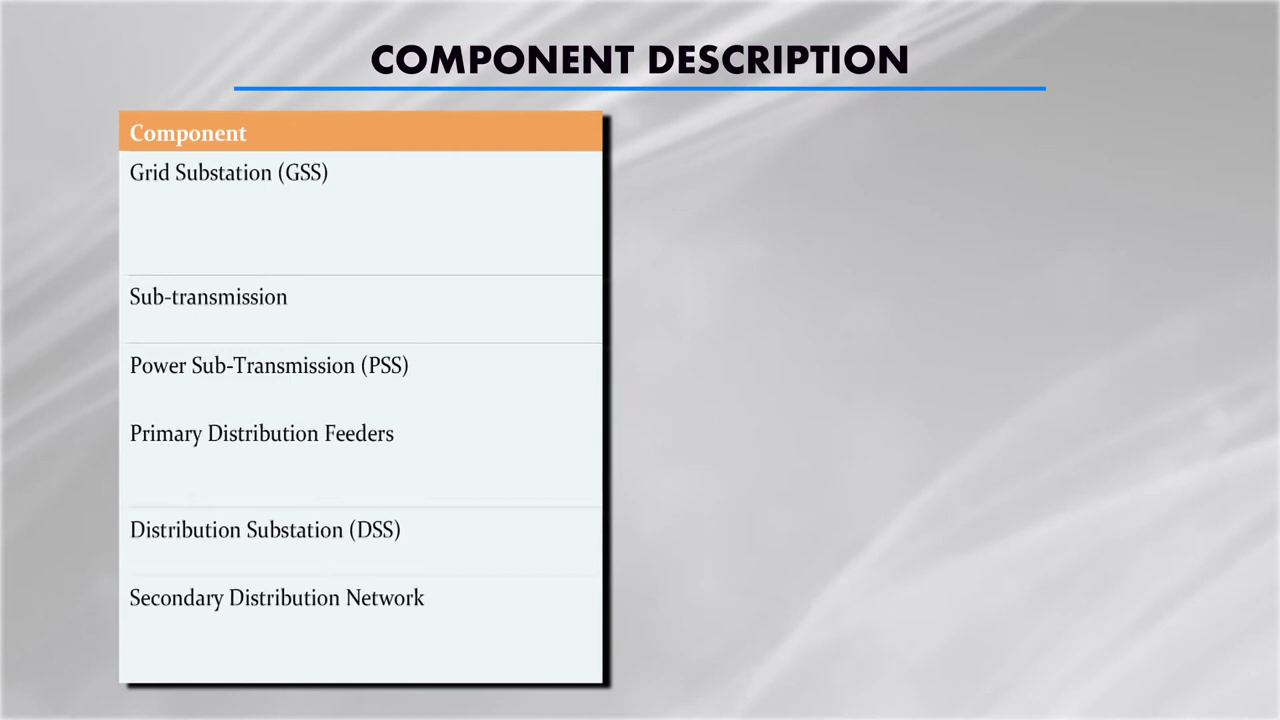 COMPONENT DESCRIPTION
Component
Grid Substation (GSS)
Sub-transmission
Power Sub-Transmission (PSS)
Primary Distribution Feeders
Distribution Substation (DSS)
Secondary Distribution Network